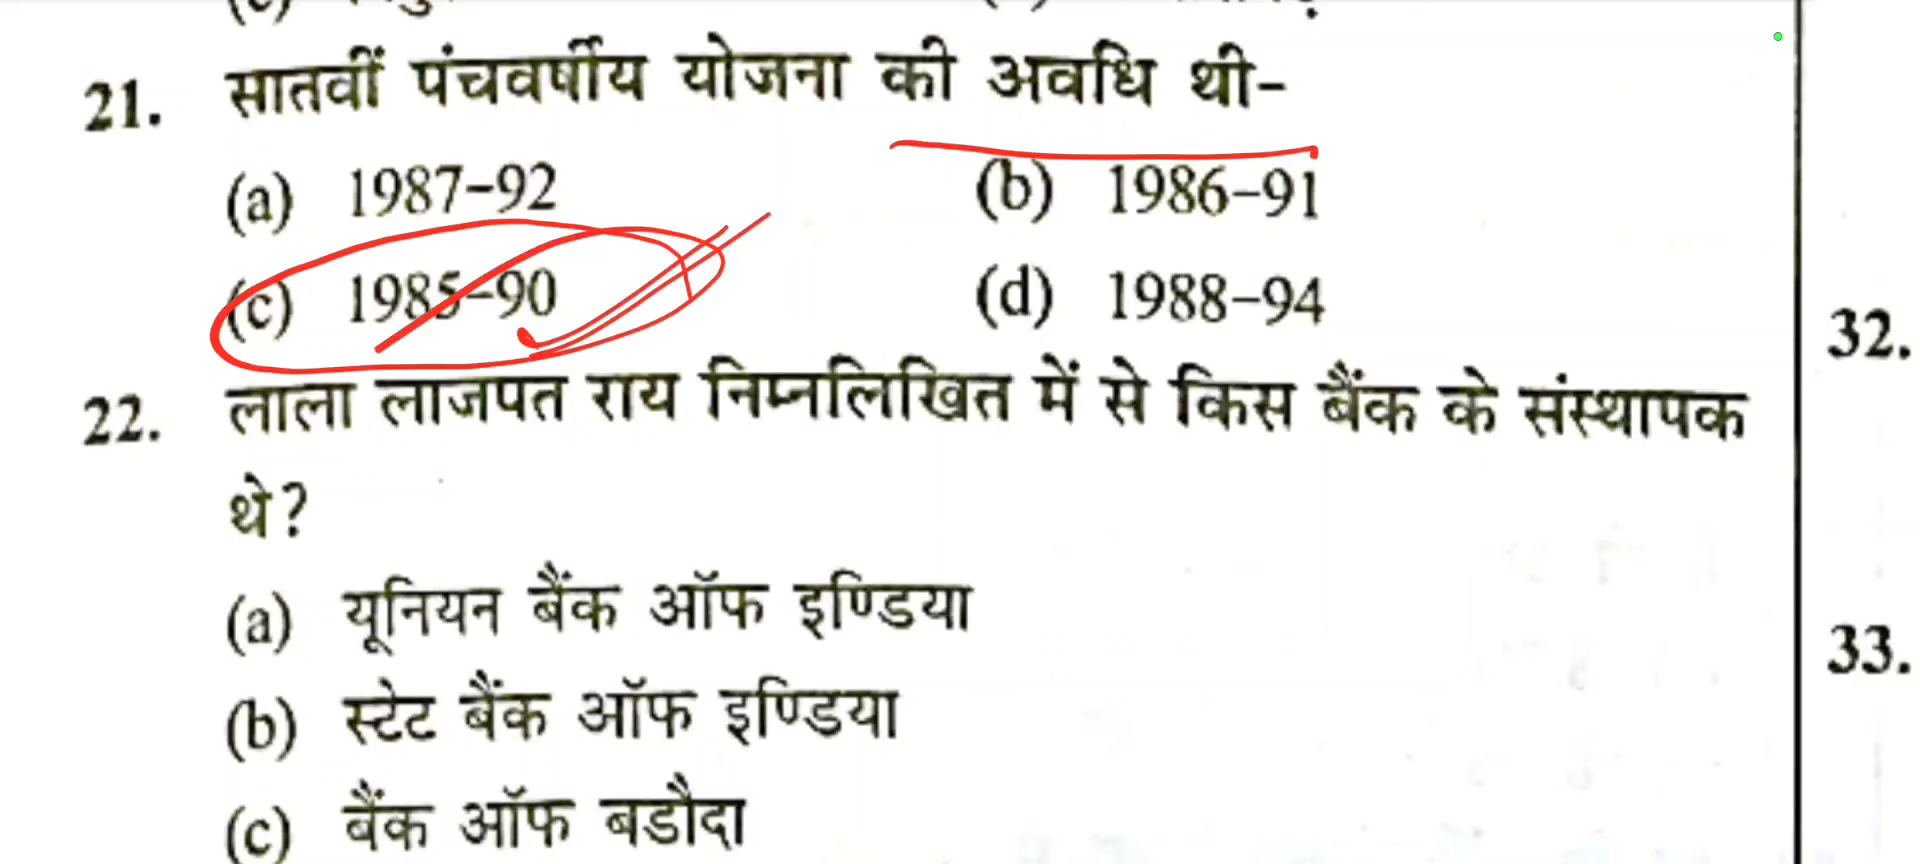 21. सातवीं पंचवर्षीय योजना की अवधि थी-
(a) 1987-92 (b) 1986-91
(c) 1985-90 (d) 1988-94
22. लाला लाजपत राय निम्नलिखित में से किस बैंक के संस्थापक
थे?
(a) यूनियन बैंक ऑफ इण्डिया
(b) स्टेट बैंक ऑफ इण्डिया
(c) बैंक ऑफ बडौदा
32.
33.